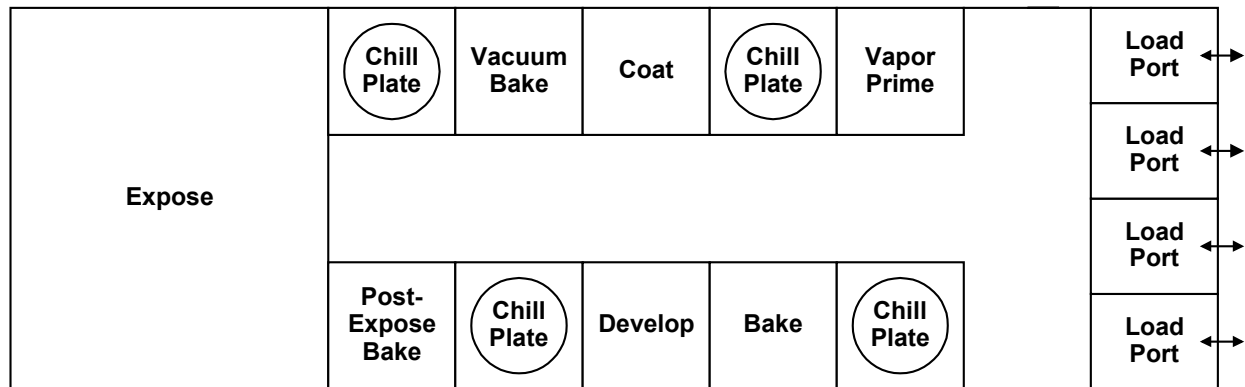 Chill
Plate
Vacuum
Bake
Coat
Chill
Plate
Vapor
Prime
Load
Port
Load
Port
Expose
Load
Port
Post-
Expose
Bake
Chill
Plate
Develop
Bake
Chill
Plate
Load
Port